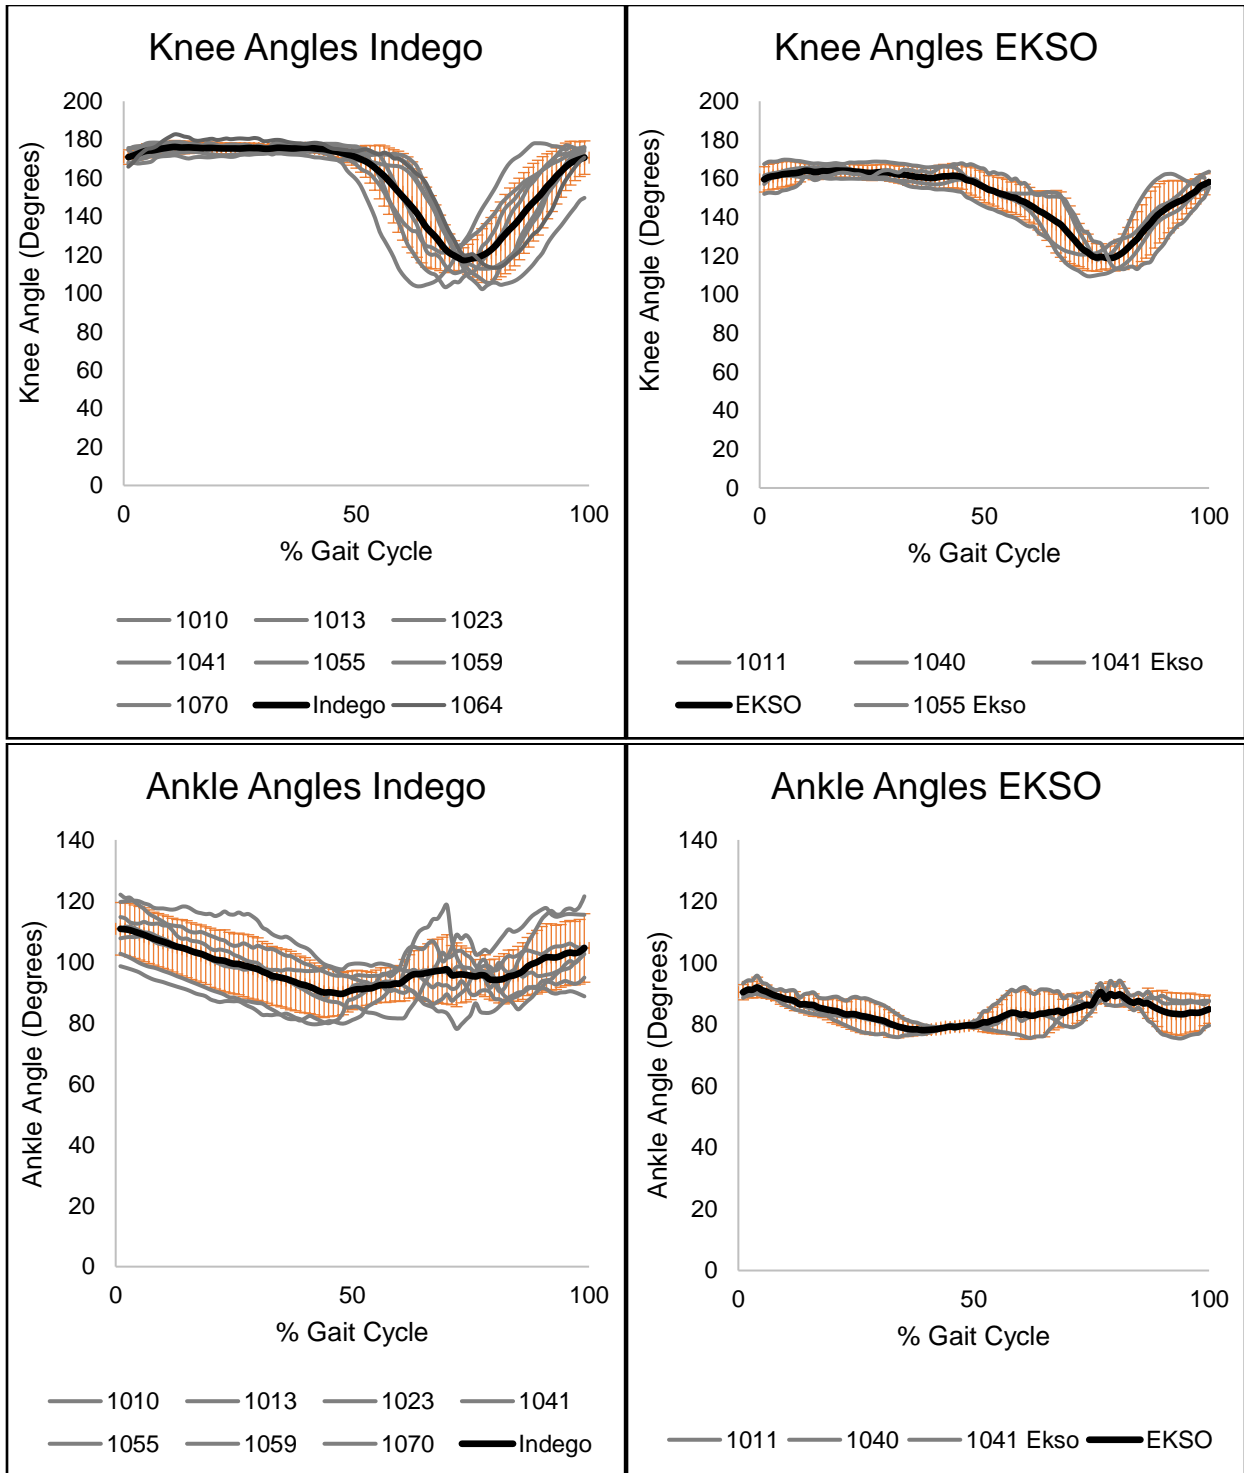 Knee Angles Indego
Knee Angle (Degrees)
200
180
160
140
120
100
80
60
40
20
0
0 50 100
% Gait Cycle
1010 1013 1023
1041 1055 1059
1070 Indego 1064
Knee Angles EKSO
Knee Angle (Degrees)
200
180
160
140
120
100
80
60
40
20
0
0 50 100
% Gait Cycle
1011 1040 1041 Ekso
EKSO 1055 Ekso
Ankle Angles Indego
Ankle Angle (Degrees)
140
120
100
80
60
40
20
0
0 50 100
% Gait Cycle
1010 1013 1023 1041
1055 1059 1070 Indego
Ankle Angles EKSO
Ankle Angle (Degrees)
140
120
100
80
60
40
20
0
0 50 100
% Gait Cycle
1011 1040 1041 Ekso EKSO